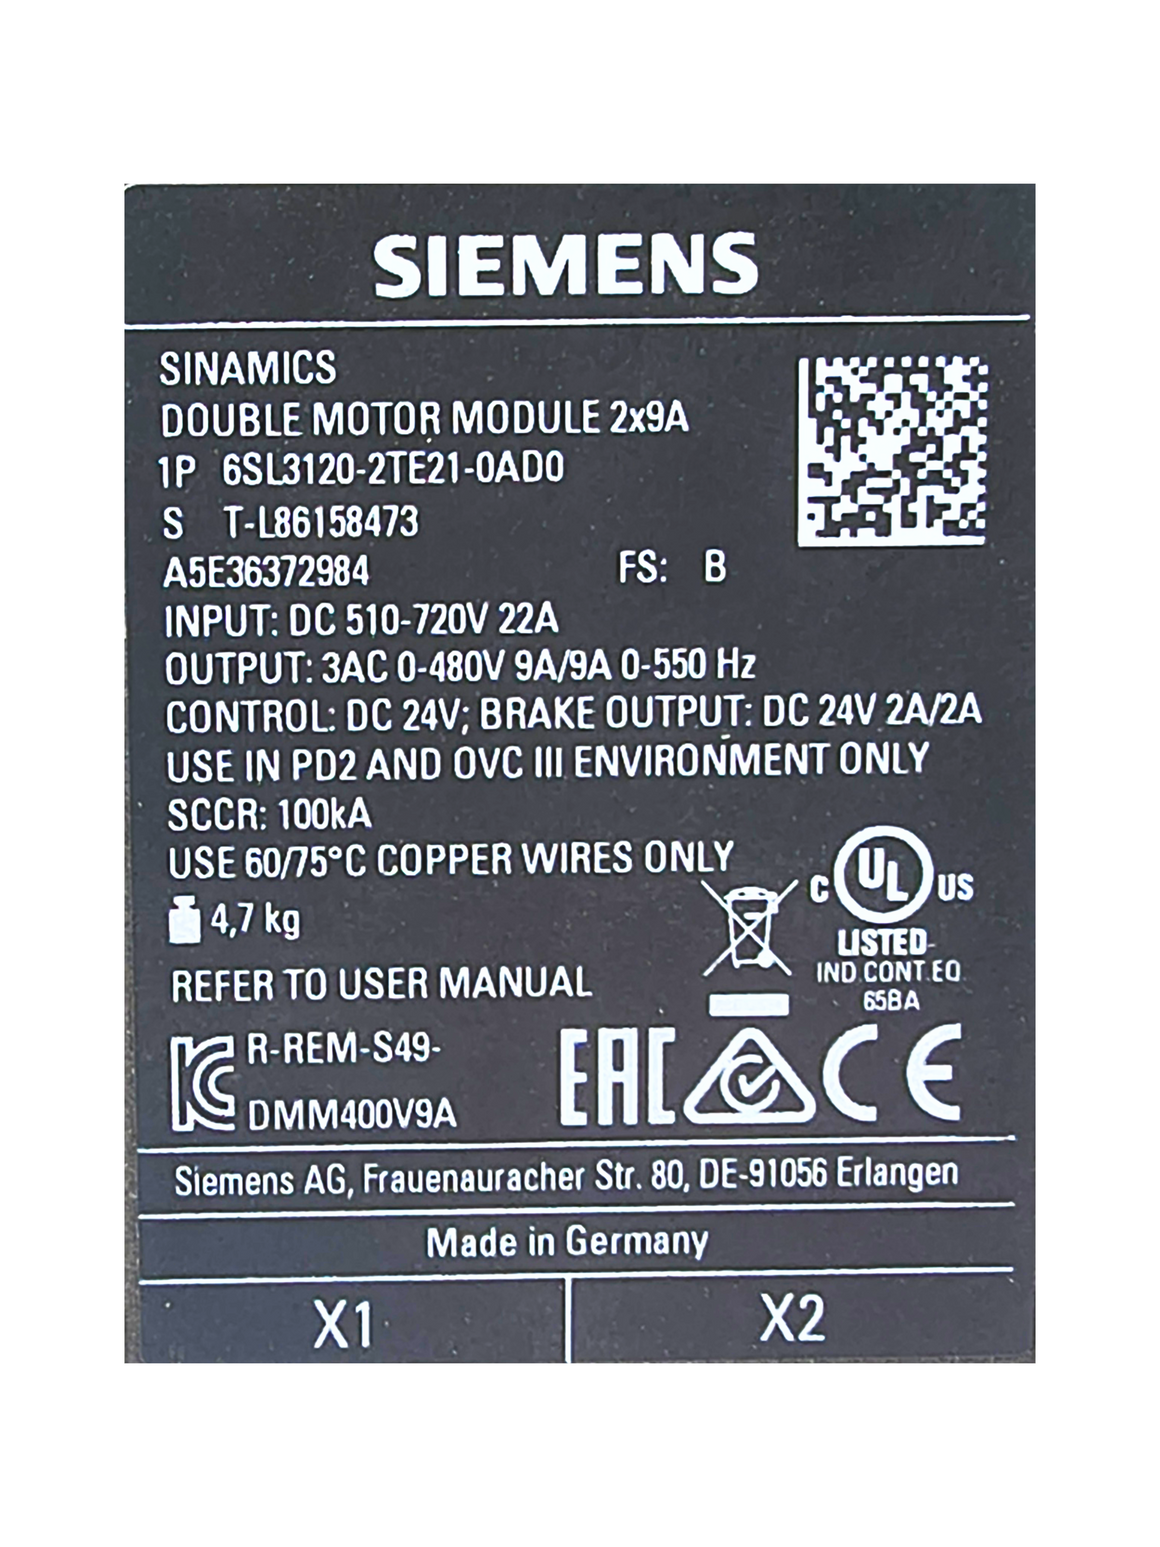 SIEMENS
SINAMICS
DOUBLE MOTOR MODULE 2x9A
1P 6SL3120-2TE21-0AD0
S T-L86158473
A5E36372984 FS: B
INPUT: DC 510-720V 22A
OUTPUT: 3AC 0-480V 9A/9A 0-550 Hz
CONTROL: DC 24V; BRAKE OUTPUT: DC 24V 2A/2A
USE IN PD2 AND OVC III ENVIRONMENT ONLY
SCCR: 100kA
USE 60/75°C COPPER WIRES ONLY
C UL US
LISTED
4,7 kg
IND.CONT.EQ.
65BA
REFER TO USER MANUAL
R-REM-S49-
DMM400V9A
EAC CE
Siemens AG, Frauenauracher Str. 80, DE-91056 Erlangen
Made in Germany
X1 X2